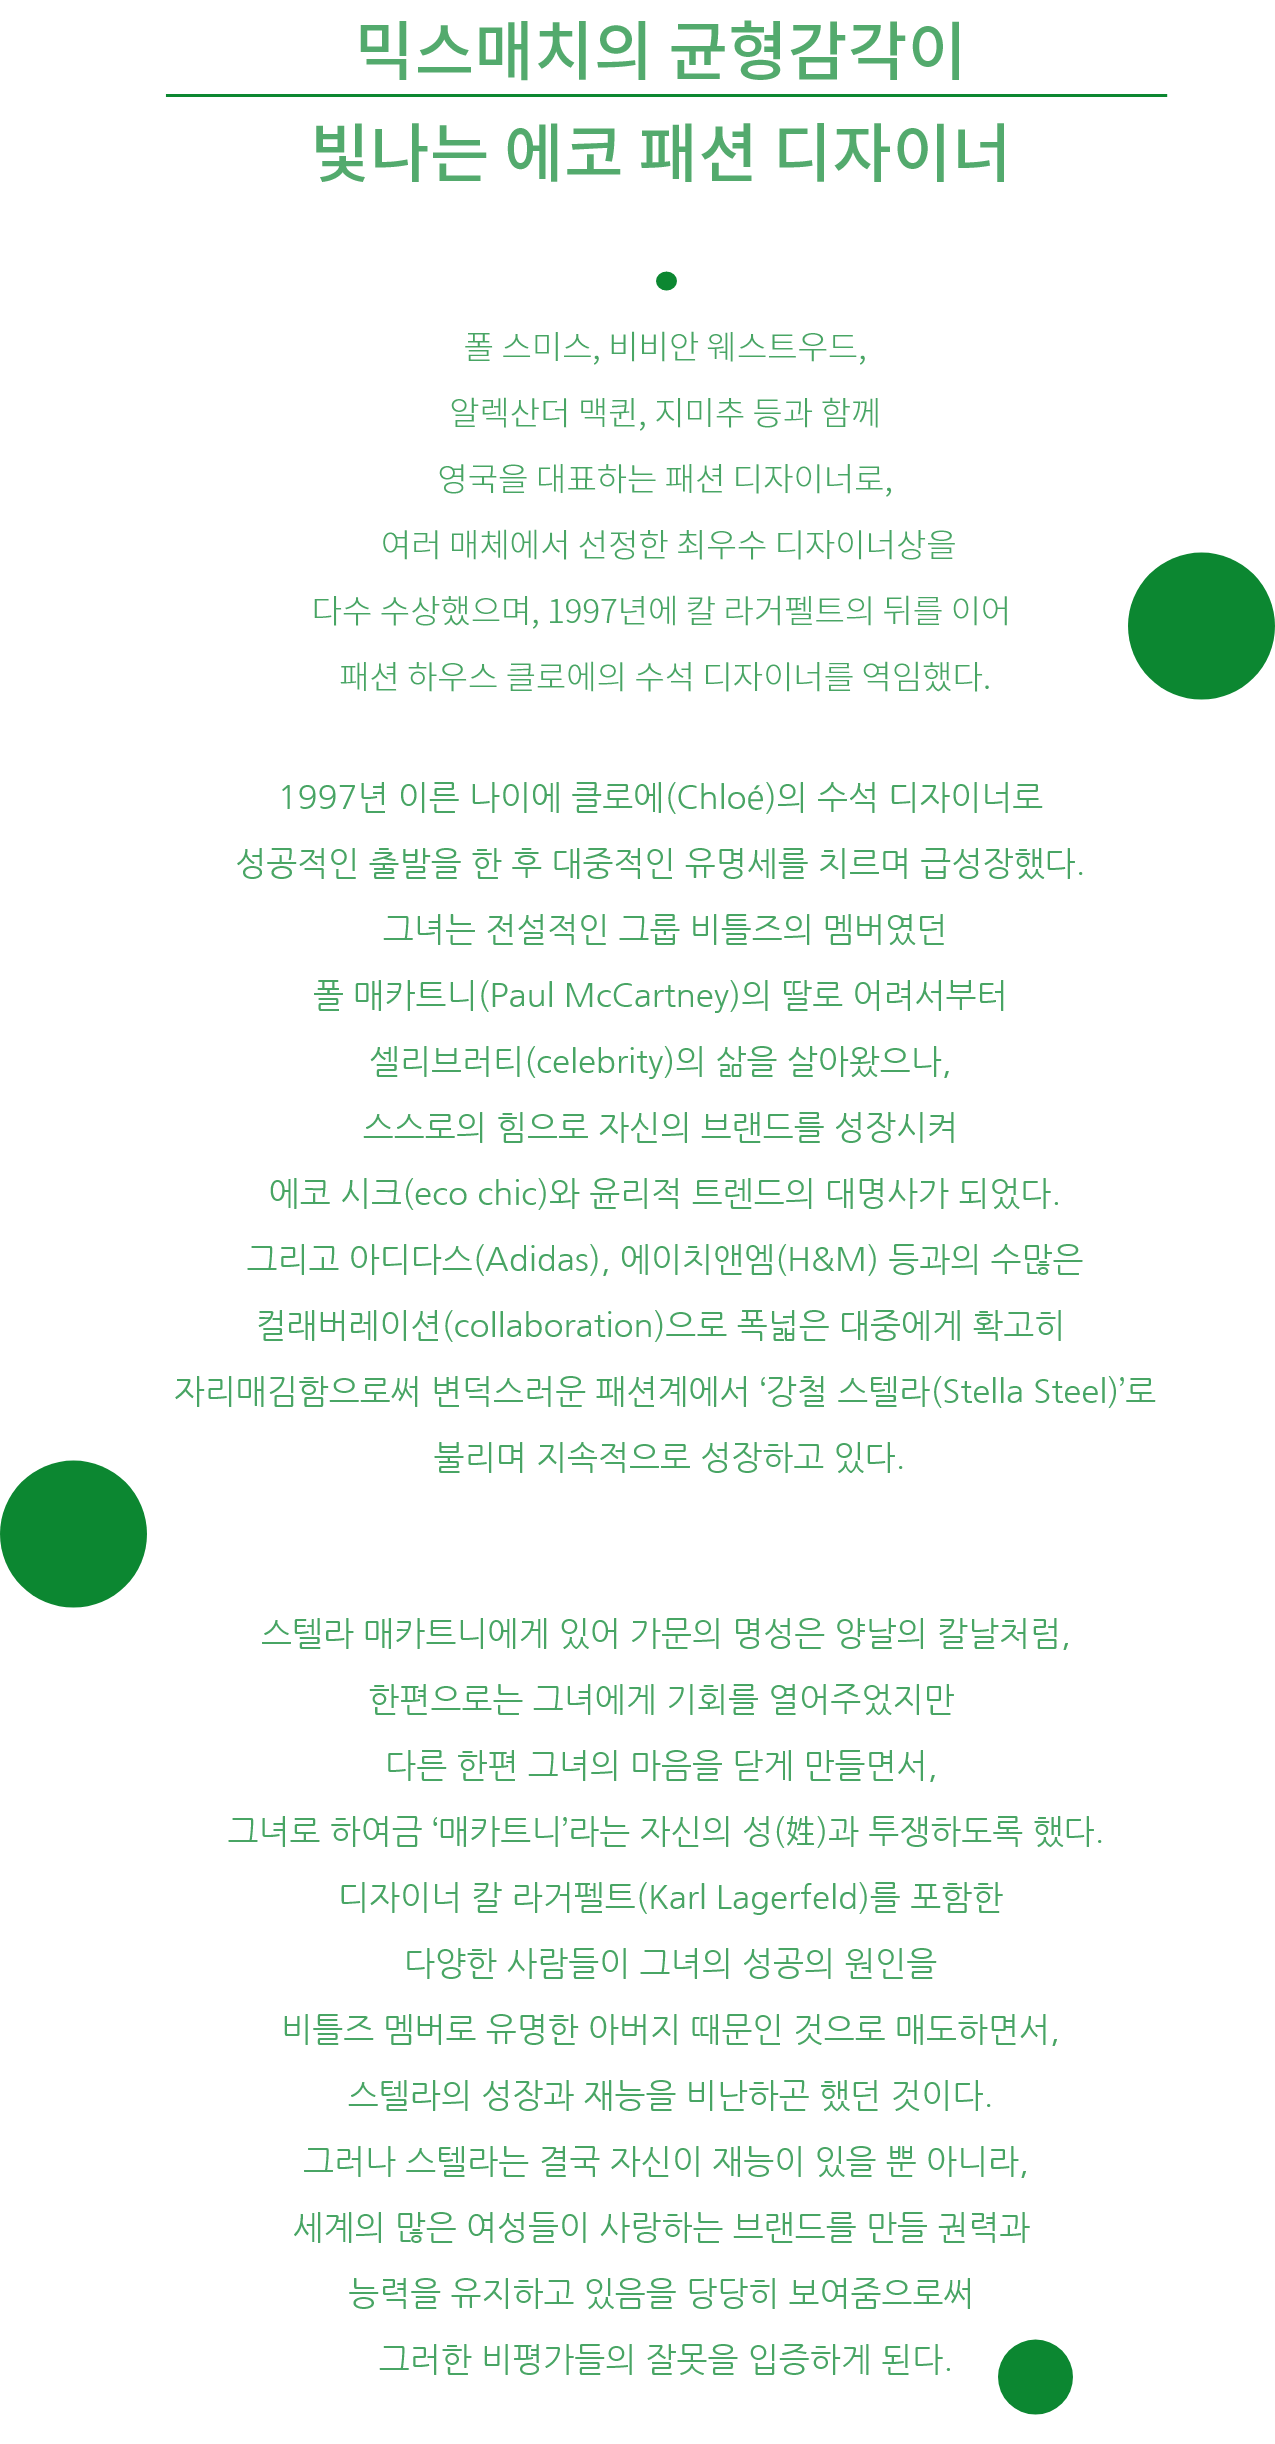 믹스매치의 균형감각이
빛나는 에코 패션 디자이너
폴 스미스, 비비안 웨스트우드,
알렉산더 맥퀸, 지미추 등과 함께
영국을 대표하는 패션 디자이너로,
여러 매체에서 선정한 최우수 디자이너상을
다수 수상했으며, 1997년에 칼 라거펠트의 뒤를 이어
패션 하우스 클로에의 수석 디자이너를 역임했다.
1997년 이른 나이에 클로에(Chloé)의 수석 디자이너로
성공적인 출발을 한 후 대중적인 유명세를 치르며 급성장했다.
그녀는 전설적인 그룹 비틀즈의 멤버였던
폴 매카트니(Paul McCartney)의 딸로 어려서부터
셀리브러티(celebrity)의 삶을 살아왔으나,
스스로의 힘으로 자신의 브랜드를 성장시켜
에코 시크(eco chic)와 윤리적 트렌드의 대명사가 되었다.
그리고 아디다스(Adidas), 에이치앤엠(H&M) 등과의 수많은
컬래버레이션(collaboration)으로 폭넓은 대중에게 확고히
자리매김함으로써 변덕스러운 패션계에서 ‘강철 스텔라(Stella Steel)’로
불리며 지속적으로 성장하고 있다.
스텔라 매카트니에게 있어 가문의 명성은 양날의 칼날처럼,
한편으로는 그녀에게 기회를 열어주었지만
다른 한편 그녀의 마음을 닫게 만들면서,
그녀로 하여금 ‘매카트니’라는 자신의 성(姓)과 투쟁하도록 했다.
디자이너 칼 라거펠트(Karl Lagerfeld)를 포함한
다양한 사람들이 그녀의 성공의 원인을
비틀즈 멤버로 유명한 아버지 때문인 것으로 매도하면서,
스텔라의 성장과 재능을 비난하곤 했던 것이다.
그러나 스텔라는 결국 자신이 재능이 있을 뿐 아니라,
세계의 많은 여성들이 사랑하는 브랜드를 만들 권력과
능력을 유지하고 있음을 당당히 보여줌으로써
그러한 비평가들의 잘못을 입증하게 된다.